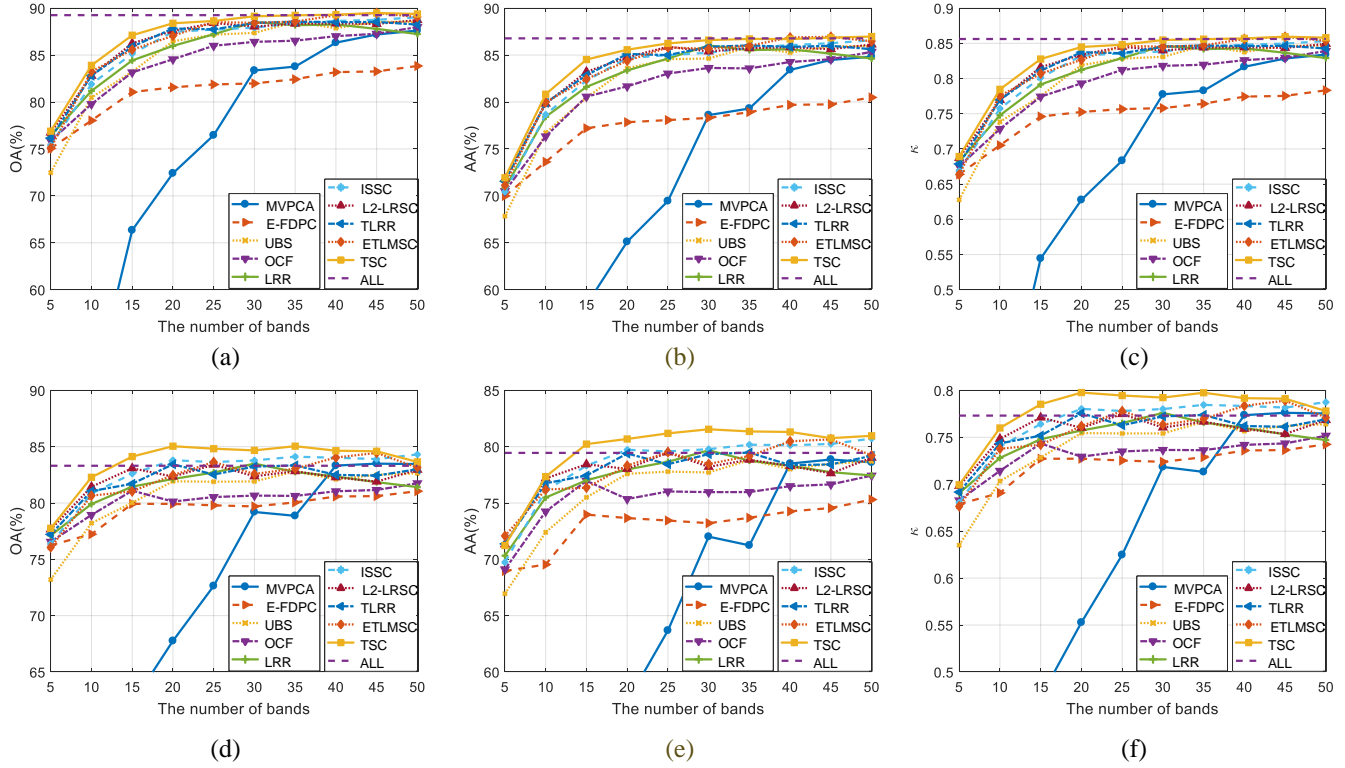 90
85
80
75
70
65
60
OA(%)
5 10 15 20 25 30 35 40 45 50
The number of bands
MVPCA
E-FDPC
UBS
OCF
LRR
ISSC
L2-LRSC
TLRR
ETLMSC
TSC
ALL
(a)
90
85
80
75
70
65
60
AA(%)
5 10 15 20 25 30 35 40 45 50
The number of bands
MVPCA
E-FDPC
UBS
OCF
LRR
ISSC
L2-LRSC
TLRR
ETLMSC
TSC
ALL
(b)
0.9
0.85
0.8
0.75
0.7
0.65
0.6
0.55
0.5
κ
5 10 15 20 25 30 35 40 45 50
The number of bands
MVPCA
E-FDPC
UBS
OCF
LRR
ISSC
L2-LRSC
TLRR
ETLMSC
TSC
ALL
(c)
90
85
80
75
70
65
OA(%)
5 10 15 20 25 30 35 40 45 50
The number of bands
MVPCA
E-FDPC
UBS
OCF
LRR
ISSC
L2-LRSC
TLRR
ETLMSC
TSC
ALL
(d)
85
80
75
70
65
60
AA(%)
5 10 15 20 25 30 35 40 45 50
The number of bands
MVPCA
E-FDPC
UBS
OCF
LRR
ISSC
L2-LRSC
TLRR
ETLMSC
TSC
ALL
(e)
0.8
0.75
0.7
0.65
0.6
0.55
0.5
κ
5 10 15 20 25 30 35 40 45 50
The number of bands
MVPCA
E-FDPC
UBS
OCF
LRR
ISSC
L2-LRSC
TLRR
ETLMSC
TSC
ALL
(f)